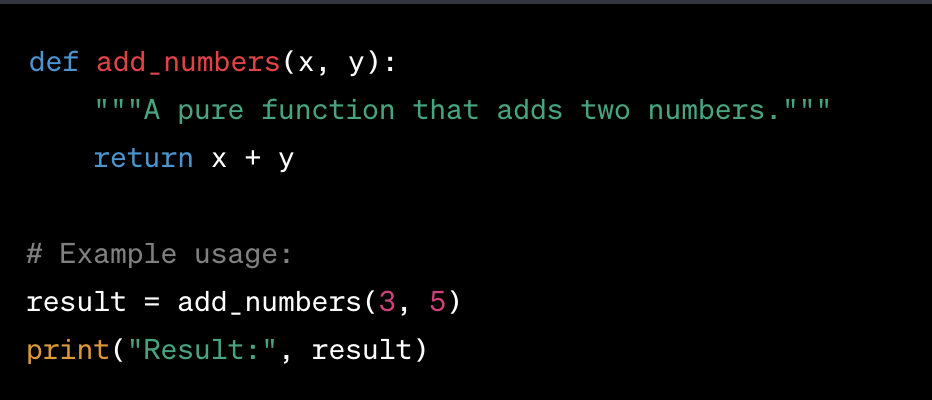 def add_numbers(x, y):
    """A pure function that adds two numbers."""
    return x + y
# Example usage:
result = add_numbers(3, 5)
print("Result:", result)